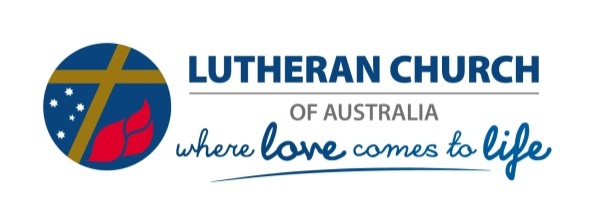 LUTHERAN CHURCH
OF AUSTRALIA
where love comes to life